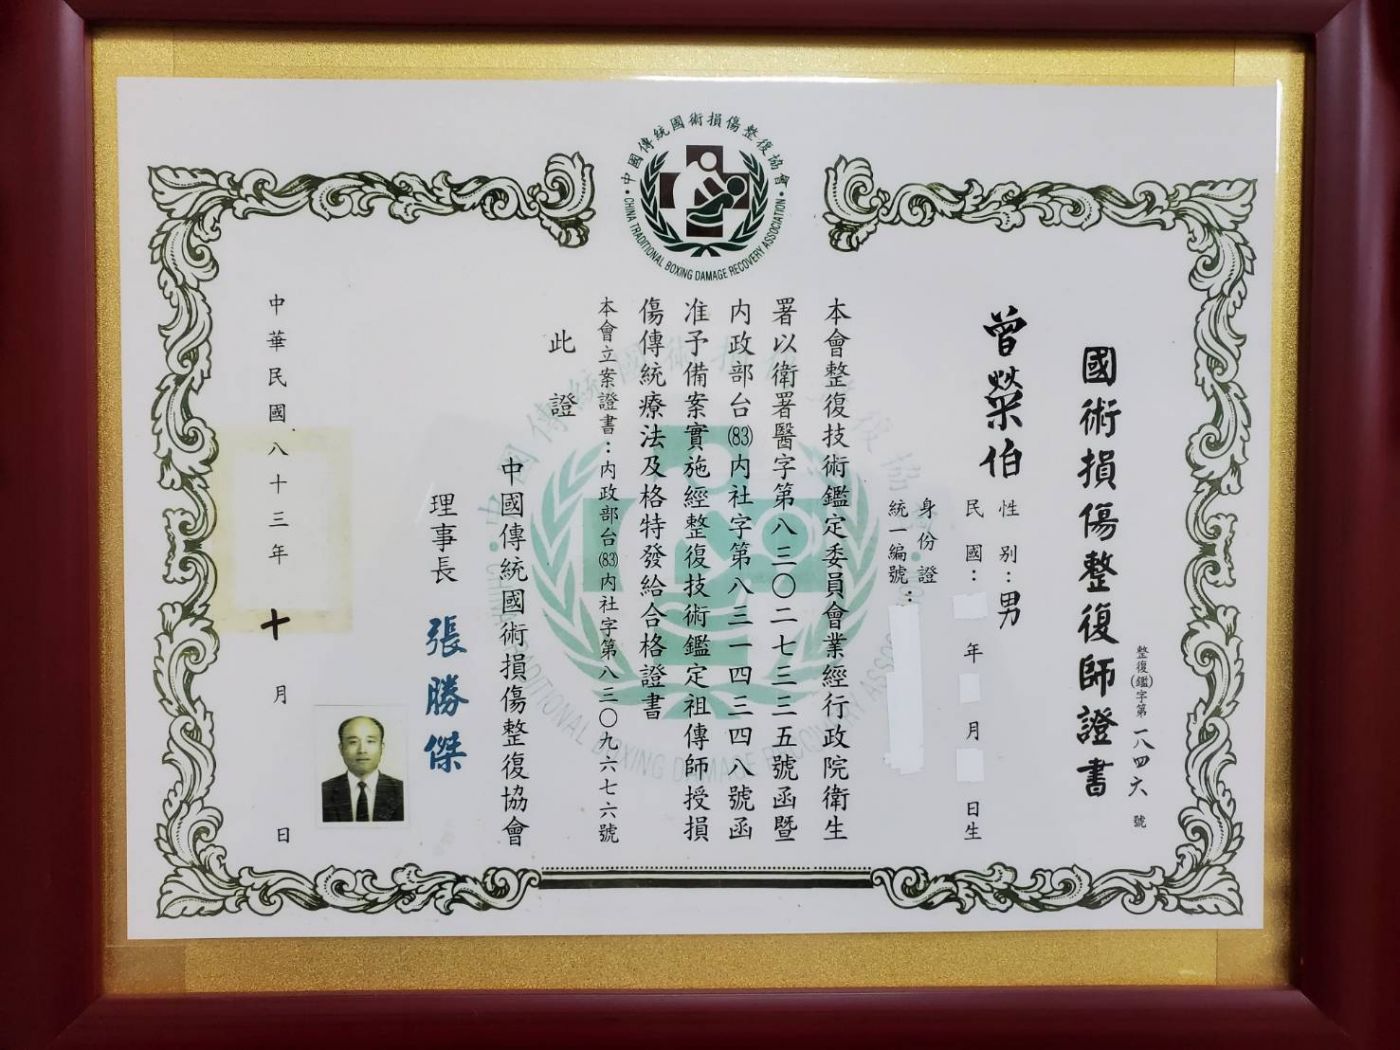 中國傳統國術損傷整復協會
CHINA TRADITIONAL BOXING DAMAGE RECOVERY ASSOCIATION
國術損傷整復師證書
整復(鑑)字第一八四六號
曾榮伯
性別：男
民國： 年 月 日生
身份證
統一編號：
本會整復技術鑑定委員會業經行政院衛生
署以衛署醫字第八三〇二七三三五號函暨
內政部台(83)內社字第八三一四三四八號函
准予備案實施經整復技術鑑定祖傳師授損
傷傳統療法及格特發給合格證書
本會立案證書：內政部台(83)內社字第八三〇九六七六號
此證
中國傳統國術損傷整復協會
理事長 張勝傑
中華民國八十三年十月 日